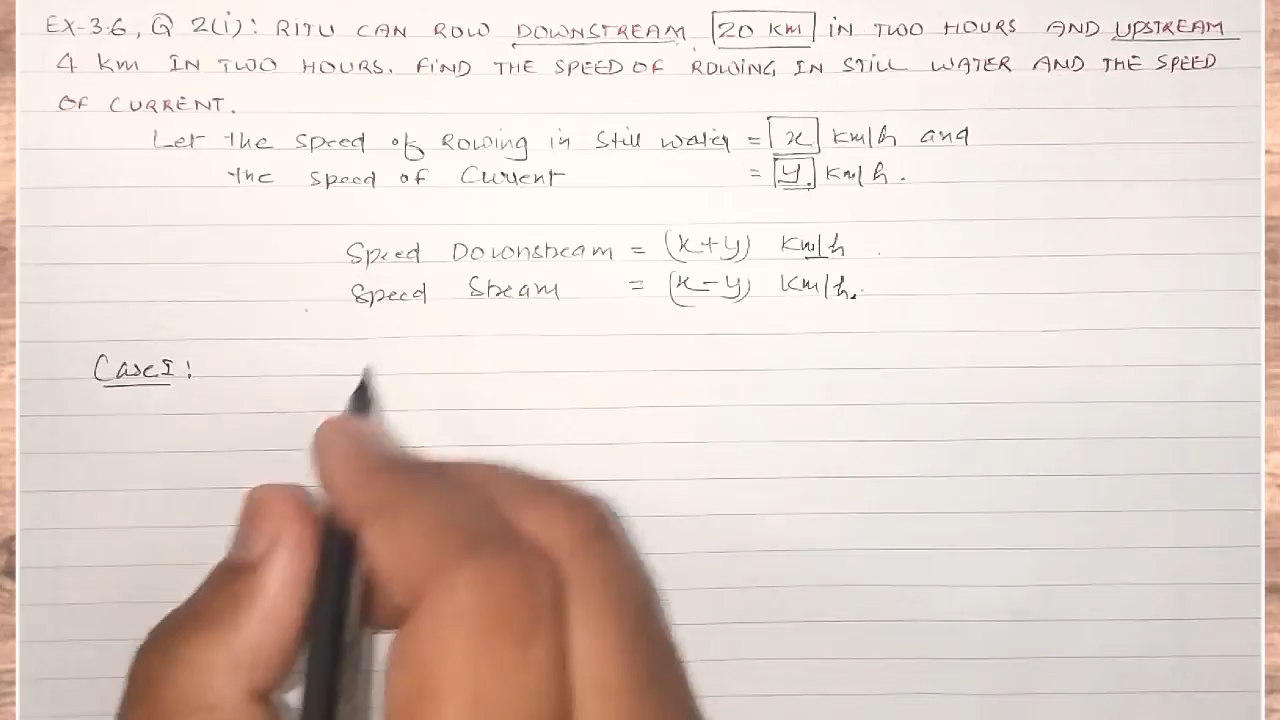 EX-3.6, Q 2(i): RITU CAN ROW DOWNSTREAM 20 KM IN TWO HOURS AND UPSTREAM
4 KM IN TWO HOURS. FIND THE SPEED OF ROWING IN STILL WATER AND THE SPEED
OF CURRENT.
Let the speed of Rowing in Still water = x Km/h and
the speed of Current = y. Km/h.
Speed Downstream = (x+y) Km/h
Speed Stream = (x-y) Km/h.
Case I: